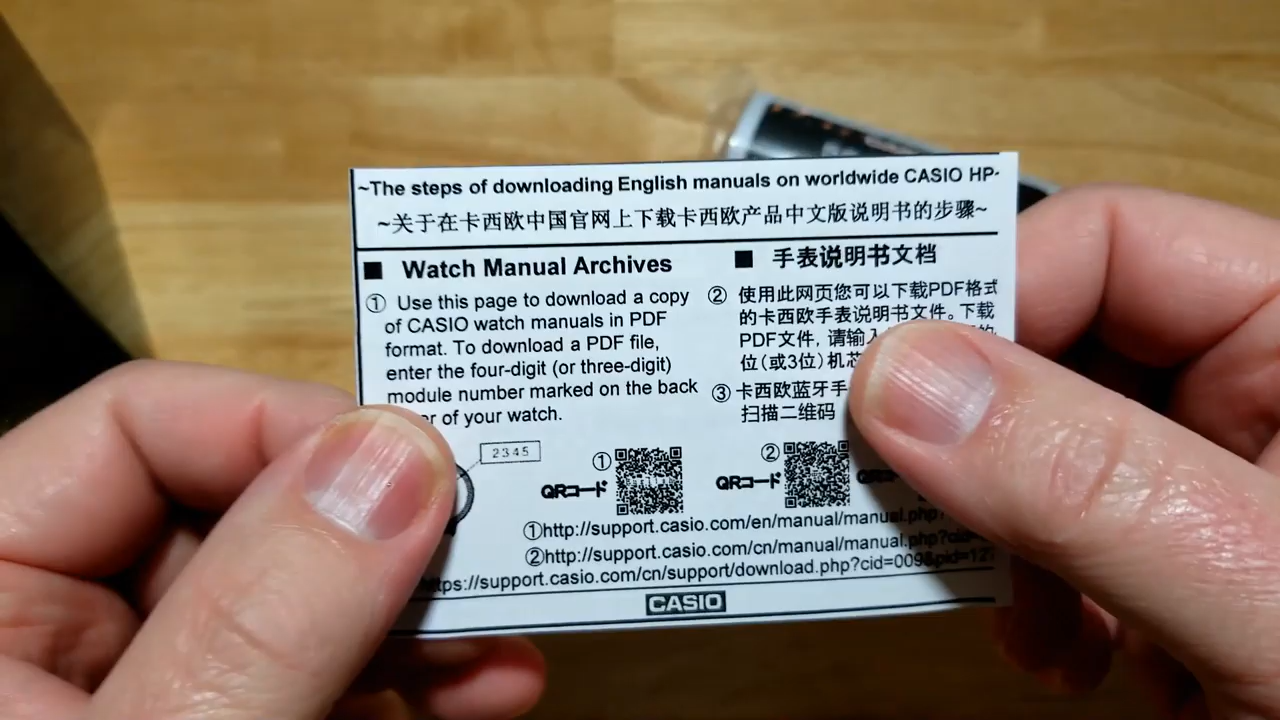 ~The steps of downloading English manuals on worldwide CASIO HP-
~关于在卡西欧中国官网上下载卡西欧产品中文版说明书的步骤~
■ Watch Manual Archives
① Use this page to download a copy
of CASIO watch manuals in PDF
format. To download a PDF file,
enter the four-digit (or three-digit)
module number marked on the back
of your watch.
■ 手表说明书文档
② 使用此网页您可以下载PDF格式
的卡西欧手表说明书文件。下载
PDF文件, 请输入
位(或3位)机芯
③ 卡西欧蓝牙手
扫描二维码
2345
① QRコード
② QRコード
①http://support.casio.com/en/manual/manual.php?
②http://support.casio.com/cn/manual/manual.php?cid=
https://support.casio.com/cn/support/download.php?cid=009&pid=12
CASIO